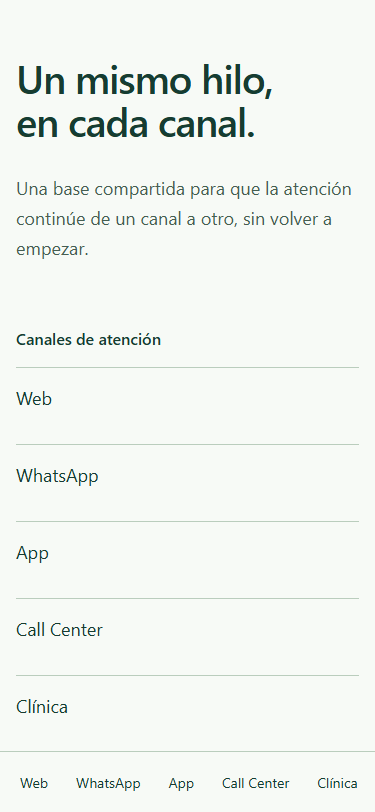 Un mismo hilo,
en cada canal.
Una base compartida para que la atención
continúe de un canal a otro, sin volver a
empezar.
Canales de atención
Web
WhatsApp
App
Call Center
Clínica
Web WhatsApp App Call Center Clínica